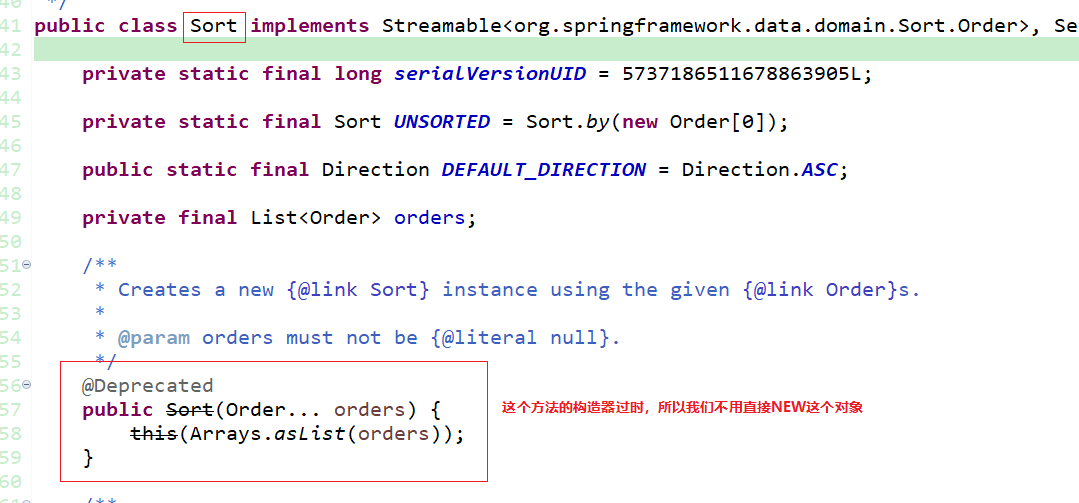 40 */
41 public class Sort implements Streamable<org.springframework.data.domain.Sort.Order>, Se
42
43 private static final long serialVersionUID = 5737186511678863905L;
44
45 private static final Sort UNSORTED = Sort.by(new Order[0]);
46
47 public static final Direction DEFAULT_DIRECTION = Direction.ASC;
48
49 private final List<Order> orders;
50
51 /**
52 * Creates a new {@link Sort} instance using the given {@link Order}s.
53 *
54 * @param orders must not be {@literal null}.
55 */
56 @Deprecated
57 public Sort(Order... orders) {
这个方法的构造器过时，所以我们不用直接NEW这个对象
58 this(Arrays.asList(orders));
59 }
60
61 /**